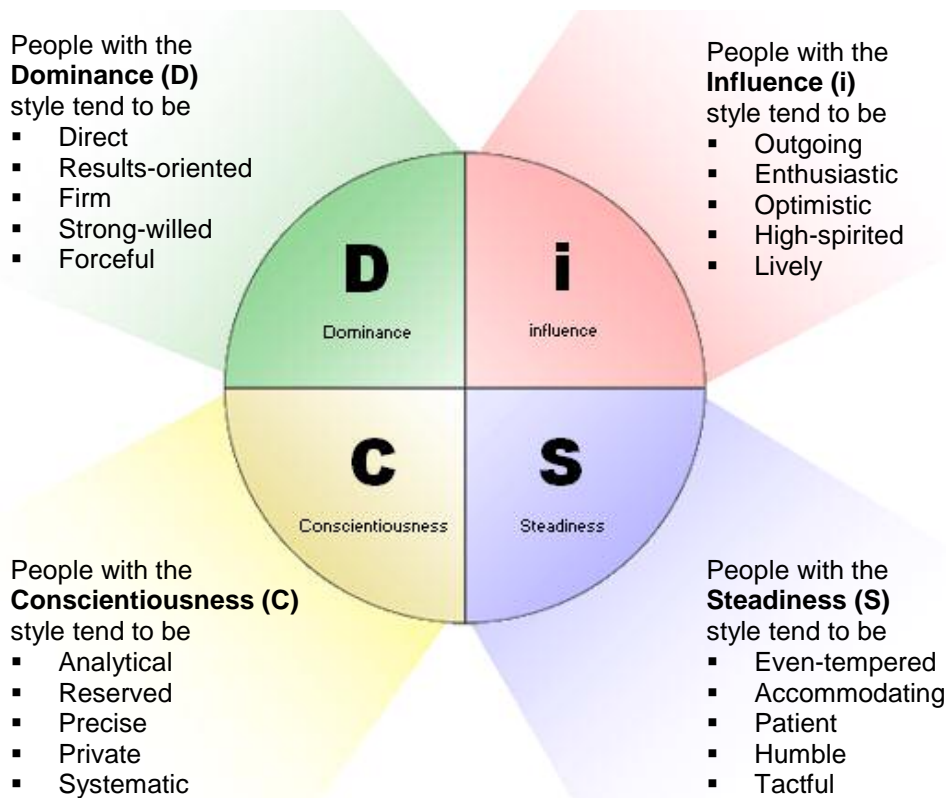 People with the
Dominance (D)
style tend to be
▪ Direct
▪ Results-oriented
▪ Firm
▪ Strong-willed
▪ Forceful
People with the
Influence (i)
style tend to be
▪ Outgoing
▪ Enthusiastic
▪ Optimistic
▪ High-spirited
▪ Lively
D
Dominance
i
influence
C
Conscientiousness
S
Steadiness
People with the
Conscientiousness (C)
style tend to be
▪ Analytical
▪ Reserved
▪ Precise
▪ Private
▪ Systematic
People with the
Steadiness (S)
style tend to be
▪ Even-tempered
▪ Accommodating
▪ Patient
▪ Humble
▪ Tactful